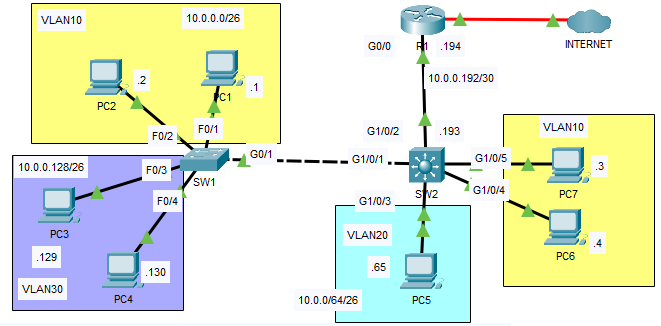 VLAN10
10.0.0.0/26
.2
PC2
PC1
.1
F0/2
F0/1
10.0.0.128/26
F0/3
SW1
G0/1
F0/4
PC3
.129
.130
VLAN30
PC4
G0/0
R1
.194
INTERNET
10.0.0.192/30
G1/0/2
.193
G1/0/1
SW2
G1/0/5
G1/0/4
G1/0/3
VLAN10
.3
PC7
.4
PC6
VLAN20
.65
PC5
10.0.0/64/26